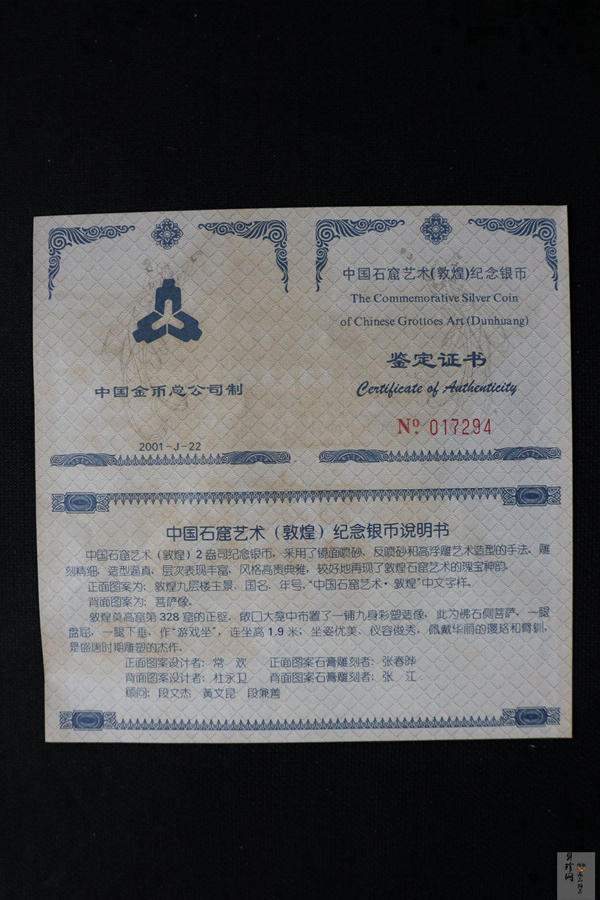 中国金币总公司制
2001-J-22
中国石窟艺术(敦煌)纪念银币
The Commemorative Silver Coin
of Chinese Grottoes Art (Dunhuang)
鉴定证书
Certificate of Authenticity
Nº 017294
中国石窟艺术（敦煌）纪念银币说明书
中国石窟艺术（敦煌）2盎司纪念银币，采用了镜面喷砂、反喷砂和高浮雕艺术造型的手法。雕
刻精细，造型逼真，层次表现丰富，风格高贵典雅，较好地再现了敦煌石窟艺术的瑰宝神韵。
正面图案为：敦煌九层楼主景、国名、年号，“中国石窟艺术·敦煌”中文字样。
背面图案为：菩萨像。
敦煌莫高窟第328窟的正壁，敞口大龛中布置了一铺九身彩塑造像，此为佛右侧菩萨，一腿
盘屈，一腿下垂，作“游戏坐”，连坐高1.9米；坐姿优美，仪容俊秀，佩戴华丽的璎珞和臂钏，
是盛唐时期雕塑的杰作。
正面图案设计者：常 欢 正面图案石膏雕刻者：张春晔
背面图案设计者：杜永卫 背面图案石膏雕刻者：张 江
顾问：段文杰 黄文昆 段兼善